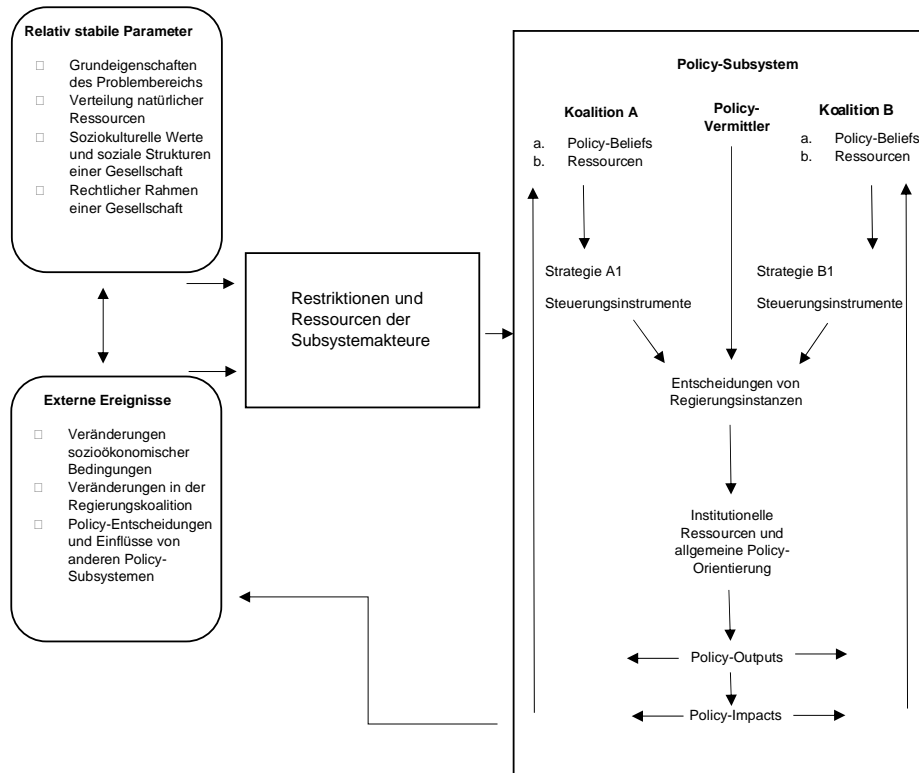 Relativ stabile Parameter
Grundeigenschaften
des Problembereichs
Verteilung natürlicher
Ressourcen
Soziokulturelle Werte
und soziale Strukturen
einer Gesellschaft
Rechtlicher Rahmen
einer Gesellschaft
Externe Ereignisse
Veränderungen
sozioökonomischer
Bedingungen
Veränderungen in der
Regierungskoalition
Policy-Entscheidungen
und Einflüsse von
anderen Policy-
Subsystemen
Restriktionen und
Ressourcen der
Subsystemakteure
Policy-Subsystem
Koalition A
a. Policy-Beliefs
b. Ressourcen
Policy-
Vermittler
Koalition B
a. Policy-Beliefs
b. Ressourcen
Strategie A1
Steuerungsinstrumente
Strategie B1
Steuerungsinstrumente
Entscheidungen von
Regierungsinstanzen
Institutionelle
Ressourcen und
allgemeine Policy-
Orientierung
Policy-Outputs
Policy-Impacts